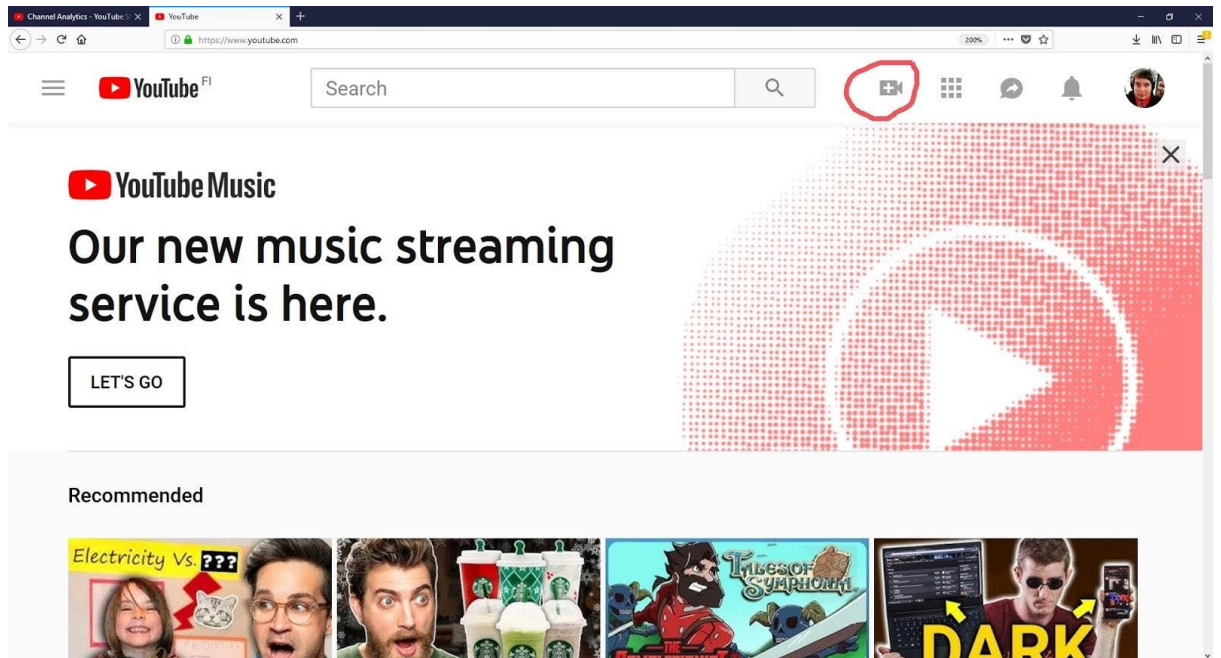 Channel Analytics - YouTube S
YouTube
https://www.youtube.com
200%
YouTube FI
Search
YouTube Music
Our new music streaming
service is here.
LET'S GO
Recommended
Electricity Vs. ???
TALES OF
SYMPHONIA
THE
DARK